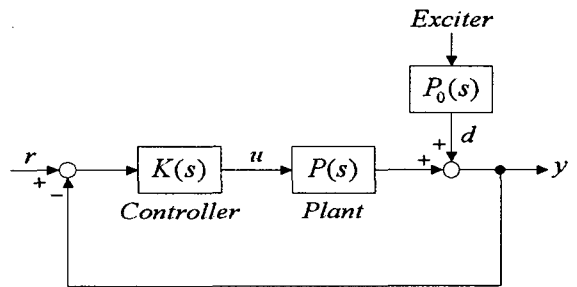 Exciter
P₀(s)
d
+
r
+
−
K(s)
u
P(s)
+
y
Controller
Plant